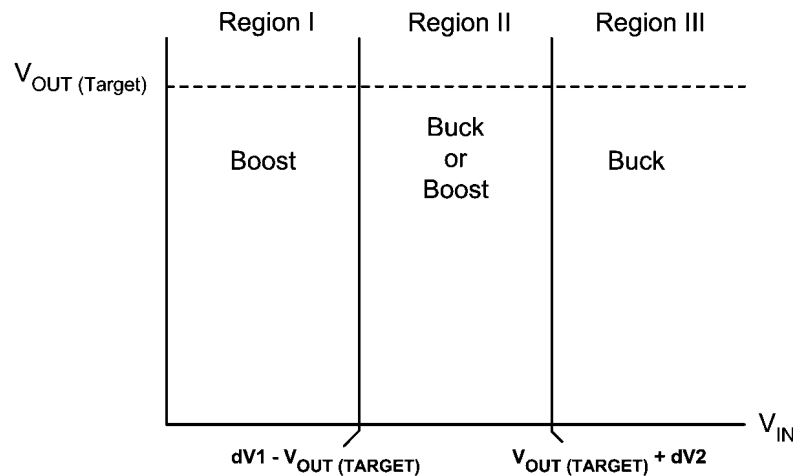 Region I Region II Region III
VOUT (Target)
Boost
Buck
or
Boost
Buck
VIN
dV1 - VOUT (TARGET)
VOUT (TARGET) + dV2